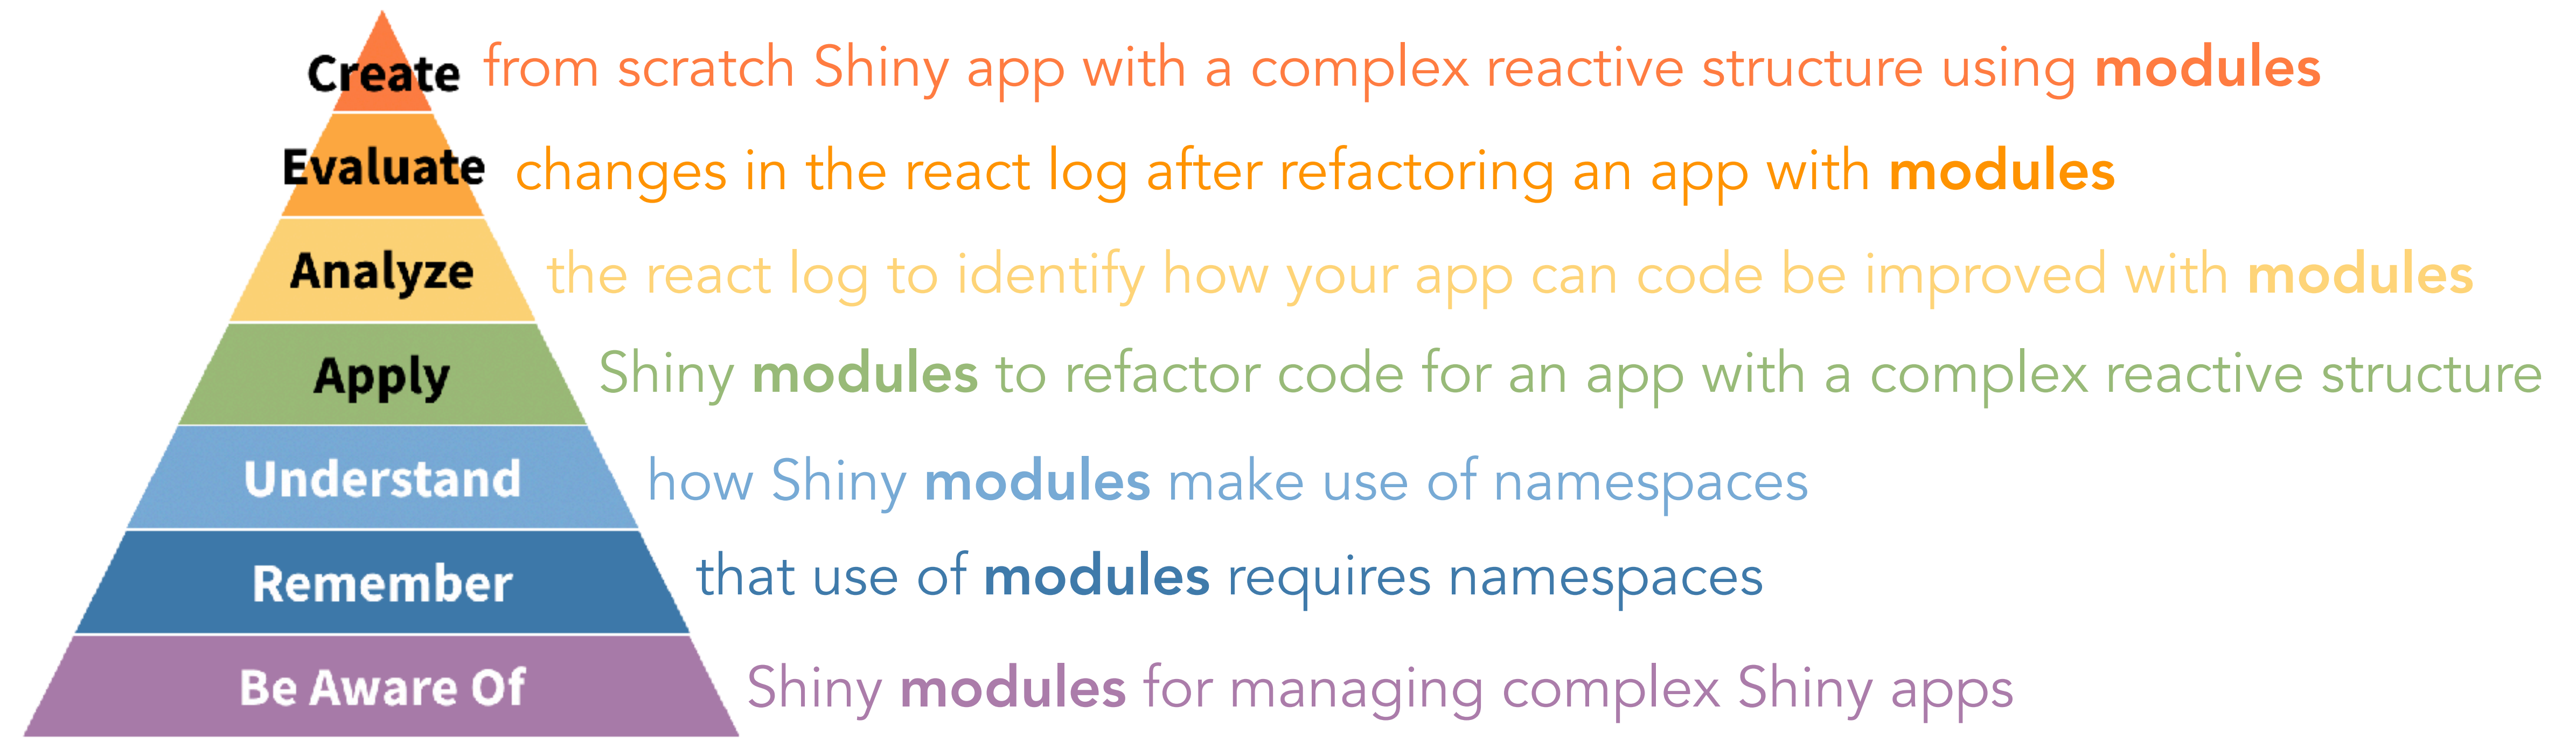 Create from scratch Shiny app with a complex reactive structure using modules
Evaluate changes in the react log after refactoring an app with modules
Analyze the react log to identify how your app can code be improved with modules
Apply Shiny modules to refactor code for an app with a complex reactive structure
Understand how Shiny modules make use of namespaces
Remember that use of modules requires namespaces
Be Aware Of Shiny modules for managing complex Shiny apps